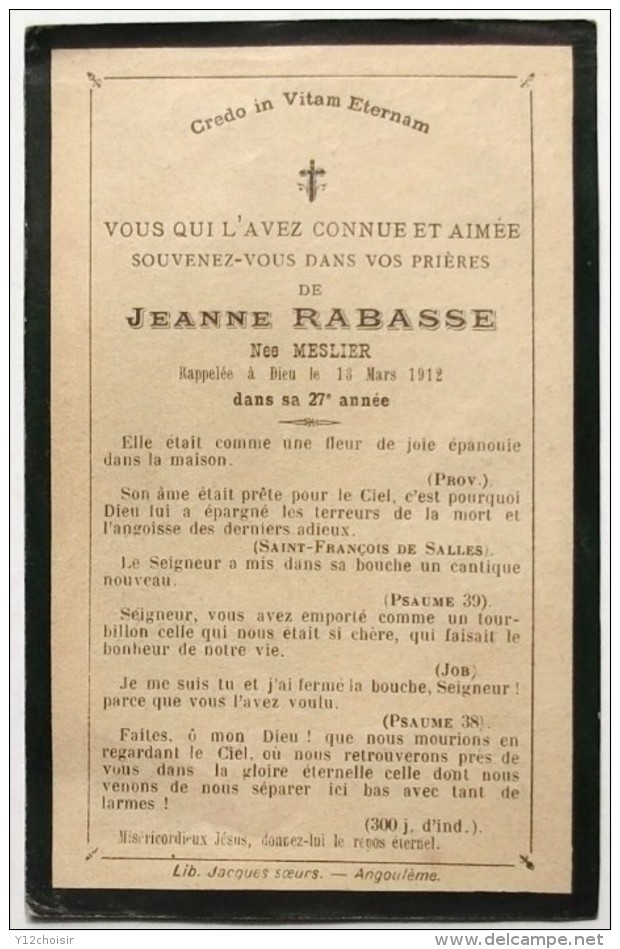 Credo in Vitam Eternam
VOUS QUI L'AVEZ CONNUE ET AIMÉE
SOUVENEZ-VOUS DANS VOS PRIÈRES
DE
JEANNE RABASSE
Née MESLIER
Rappelée à Dieu le 13 Mars 1912
dans sa 27e année
Elle était comme une fleur de joie épanouie
dans la maison.
(PROV.).
Son âme était prête pour le Ciel, c'est pourquoi
Dieu lui a épargné les terreurs de la mort et
l'angoisse des derniers adieux.
(SAINT-FRANÇOIS DE SALLES).
Le Seigneur a mis dans sa bouche un cantique
nouveau.
(PSAUME 39).
Seigneur, vous avez emporté comme un tour-
billon celle qui nous était si chère, qui faisait le
bonheur de notre vie.
(JOB)
Je me suis tu et j'ai fermé la bouche, Seigneur !
parce que vous l'avez voulu.
(PSAUME 38).
Faites, ô mon Dieu ! que nous mourions en
regardant le Ciel, où nous retrouverons près de
vous dans la gloire éternelle celle dont nous
venons de nous séparer ici bas avec tant de
larmes !
(300 j. d'ind.).
Miséricordieux Jésus, donnez-lui le repos éternel.
Lib. Jacques sœurs. — Angoulême.
Y12choisir
delcampe.net